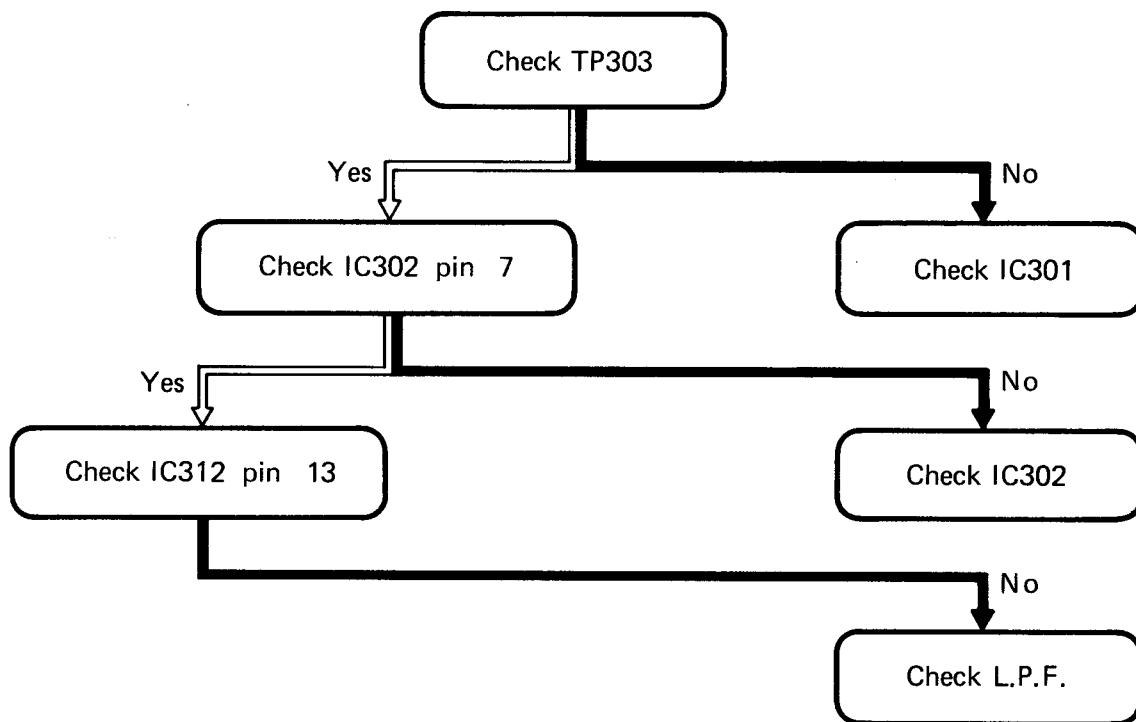 Check TP303
Yes
No
Check IC302 pin 7
Check IC301
Yes
No
Check IC312 pin 13
Check IC302
No
Check L.P.F.